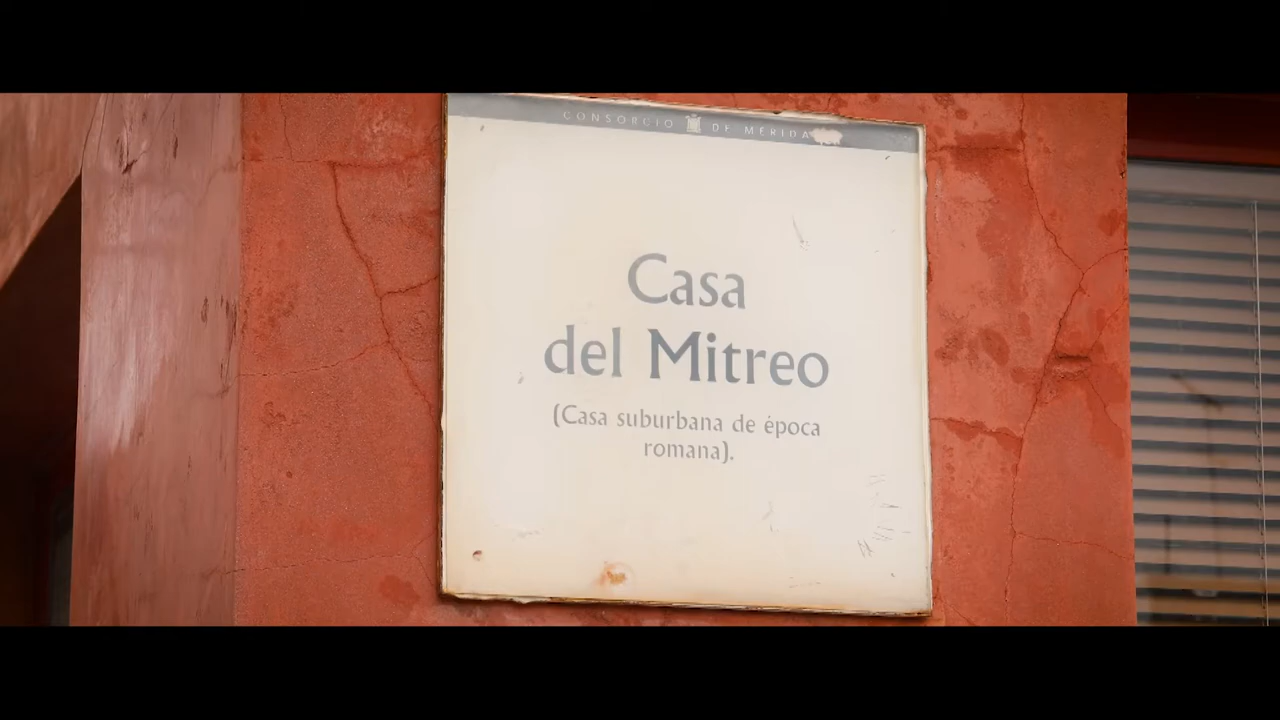 CONSORCIO DE MÉRIDA
Casa
del Mitreo
(Casa suburbana de época
romana).